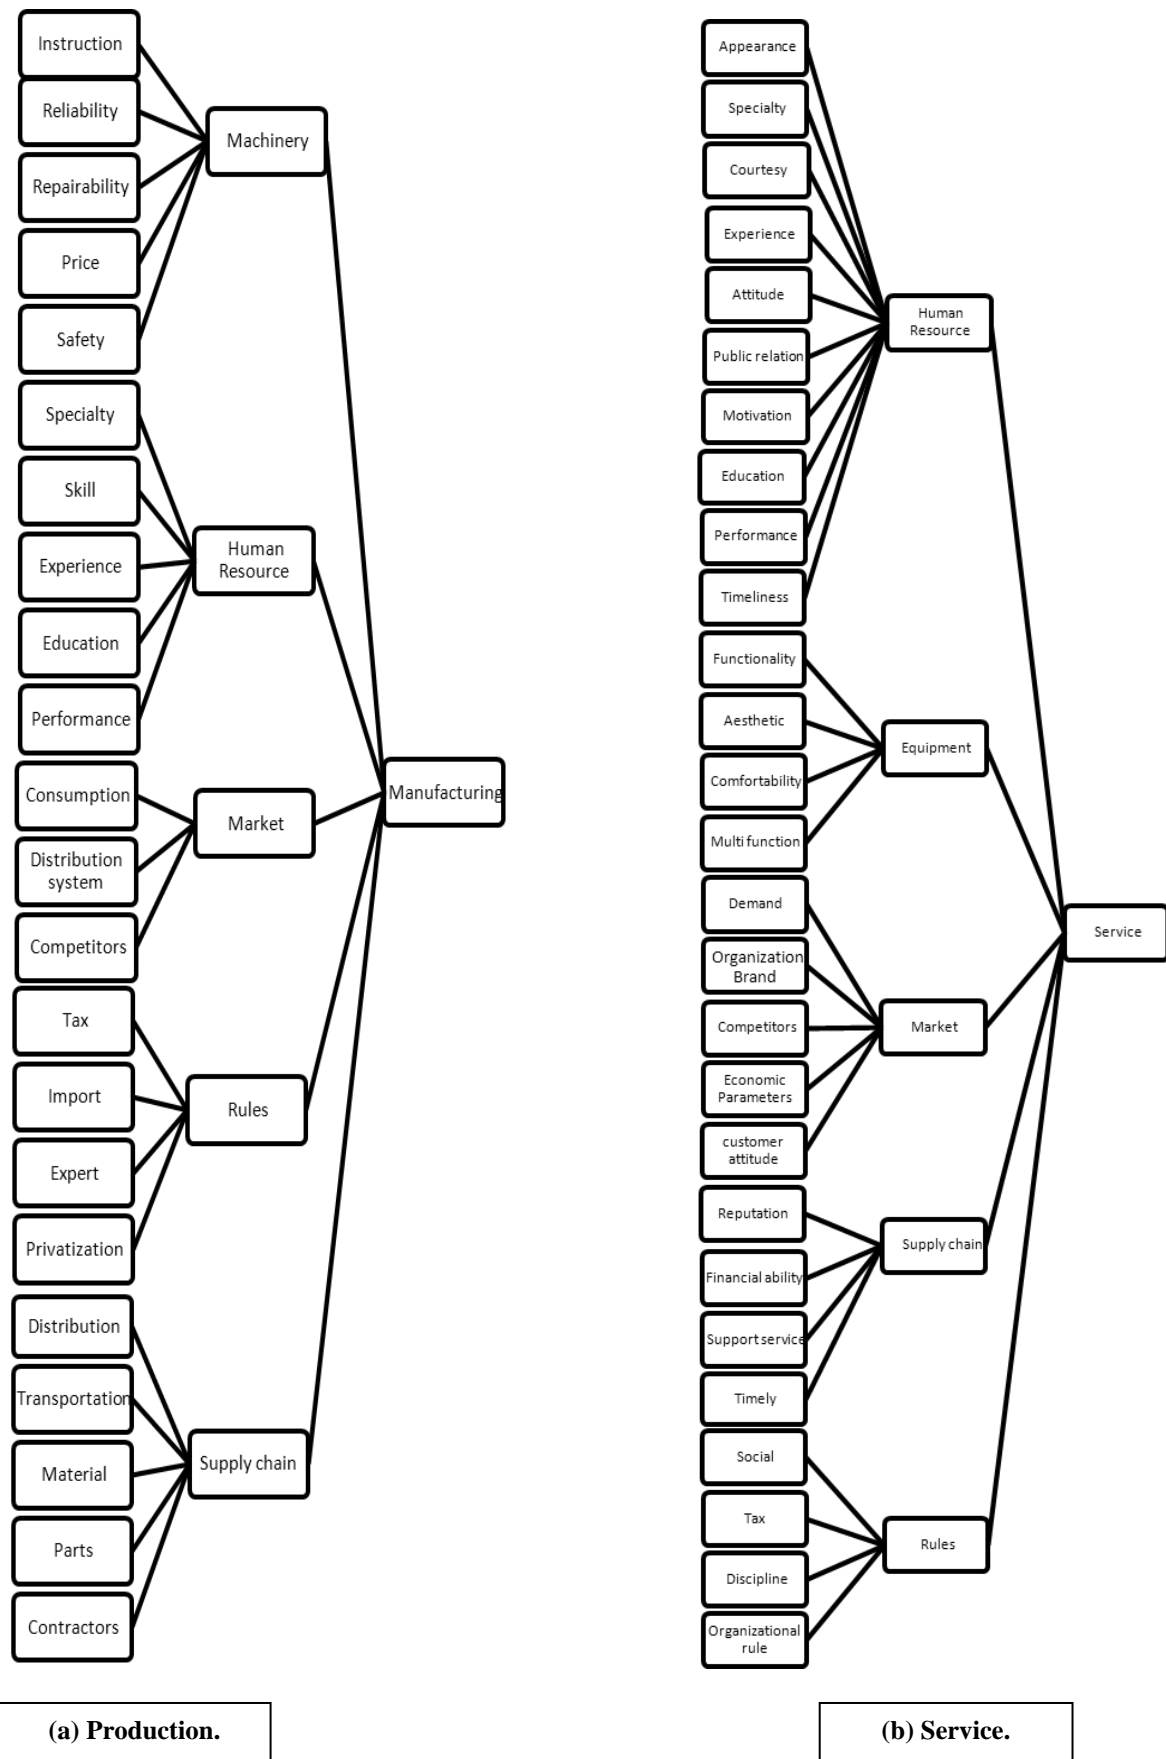 Instruction
Reliability
Repairability
Price
Safety
Machinery
Specialty
Skill
Experience
Education
Performance
Human
Resource
Consumption
Distribution
system
Competitors
Market
Tax
Import
Expert
Privatization
Rules
Distribution
Transportation
Material
Parts
Contractors
Supply chain
Manufacturing
(a) Production.
Appearance
Specialty
Courtesy
Experience
Attitude
Public relation
Motivation
Education
Performance
Timeliness
Human
Resource
Functionality
Aesthetic
Comfortability
Multi function
Equipment
Demand
Organization
Brand
Competitors
Economic
Parameters
customer
attitude
Market
Reputation
Financial ability
Support service
Timely
Supply chain
Social
Tax
Discipline
Organizational
rule
Rules
Service
(b) Service.